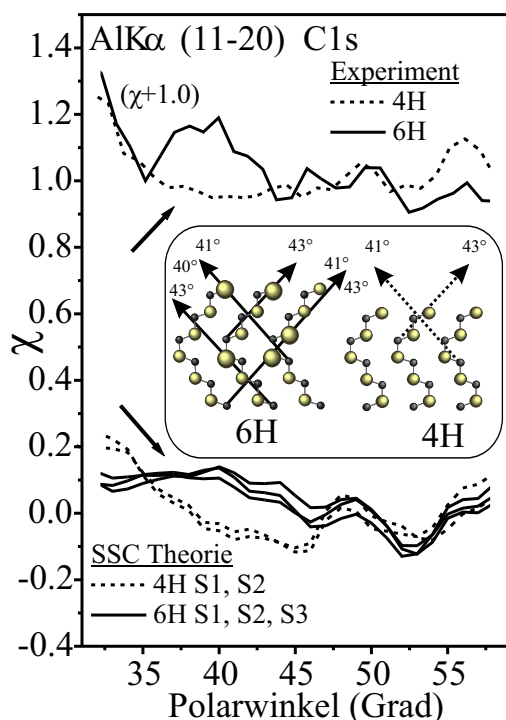 AlKα (11-20) C1s
Experiment
4H
6H
(χ+1.0)
1.4
1.2
1.0
0.8
0.6
0.4
0.2
0.0
-0.2
-0.4
χ
41° 43° 41° 41° 43°
40°
43° 43°
6H 4H
SSC Theorie
4H S1, S2
6H S1, S2, S3
35 40 45 50 55
Polarwinkel (Grad)